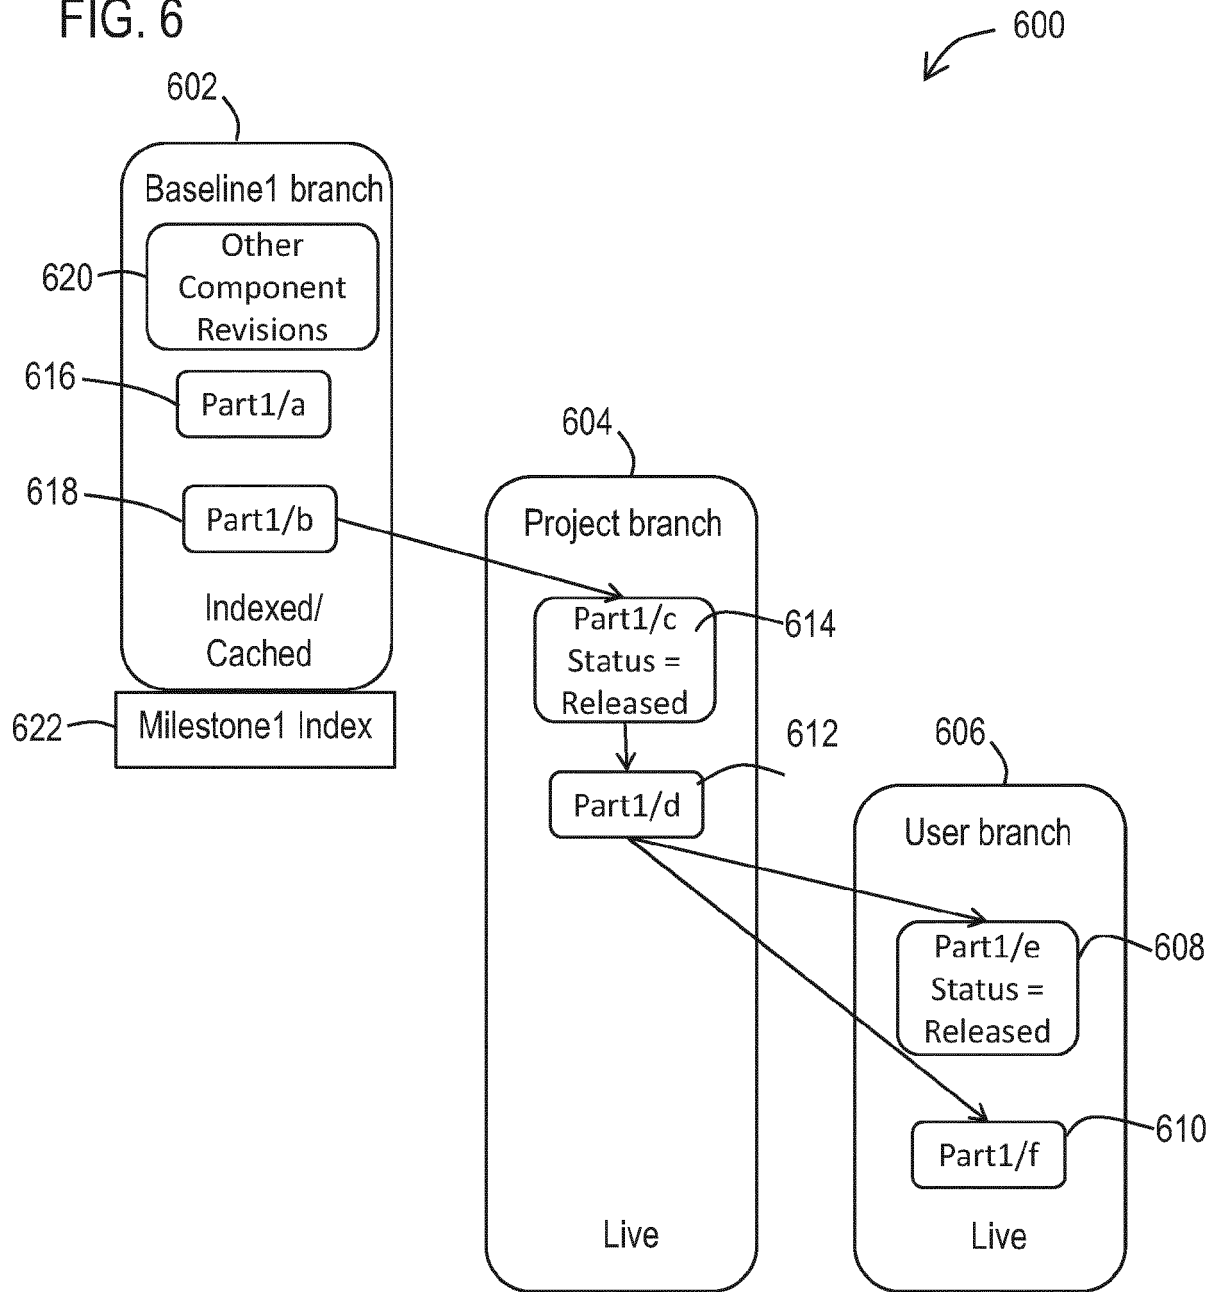 FIG. 6
600
602
Baseline1 branch
Other
Component
Revisions
620
616
Part1/a
618
Part1/b
Indexed/
Cached
622
Milestone1 Index
604
Project branch
Part1/c
Status =
Released
614
612
Part1/d
Live
606
User branch
Part1/e
Status =
Released
608
Part1/f
610
Live